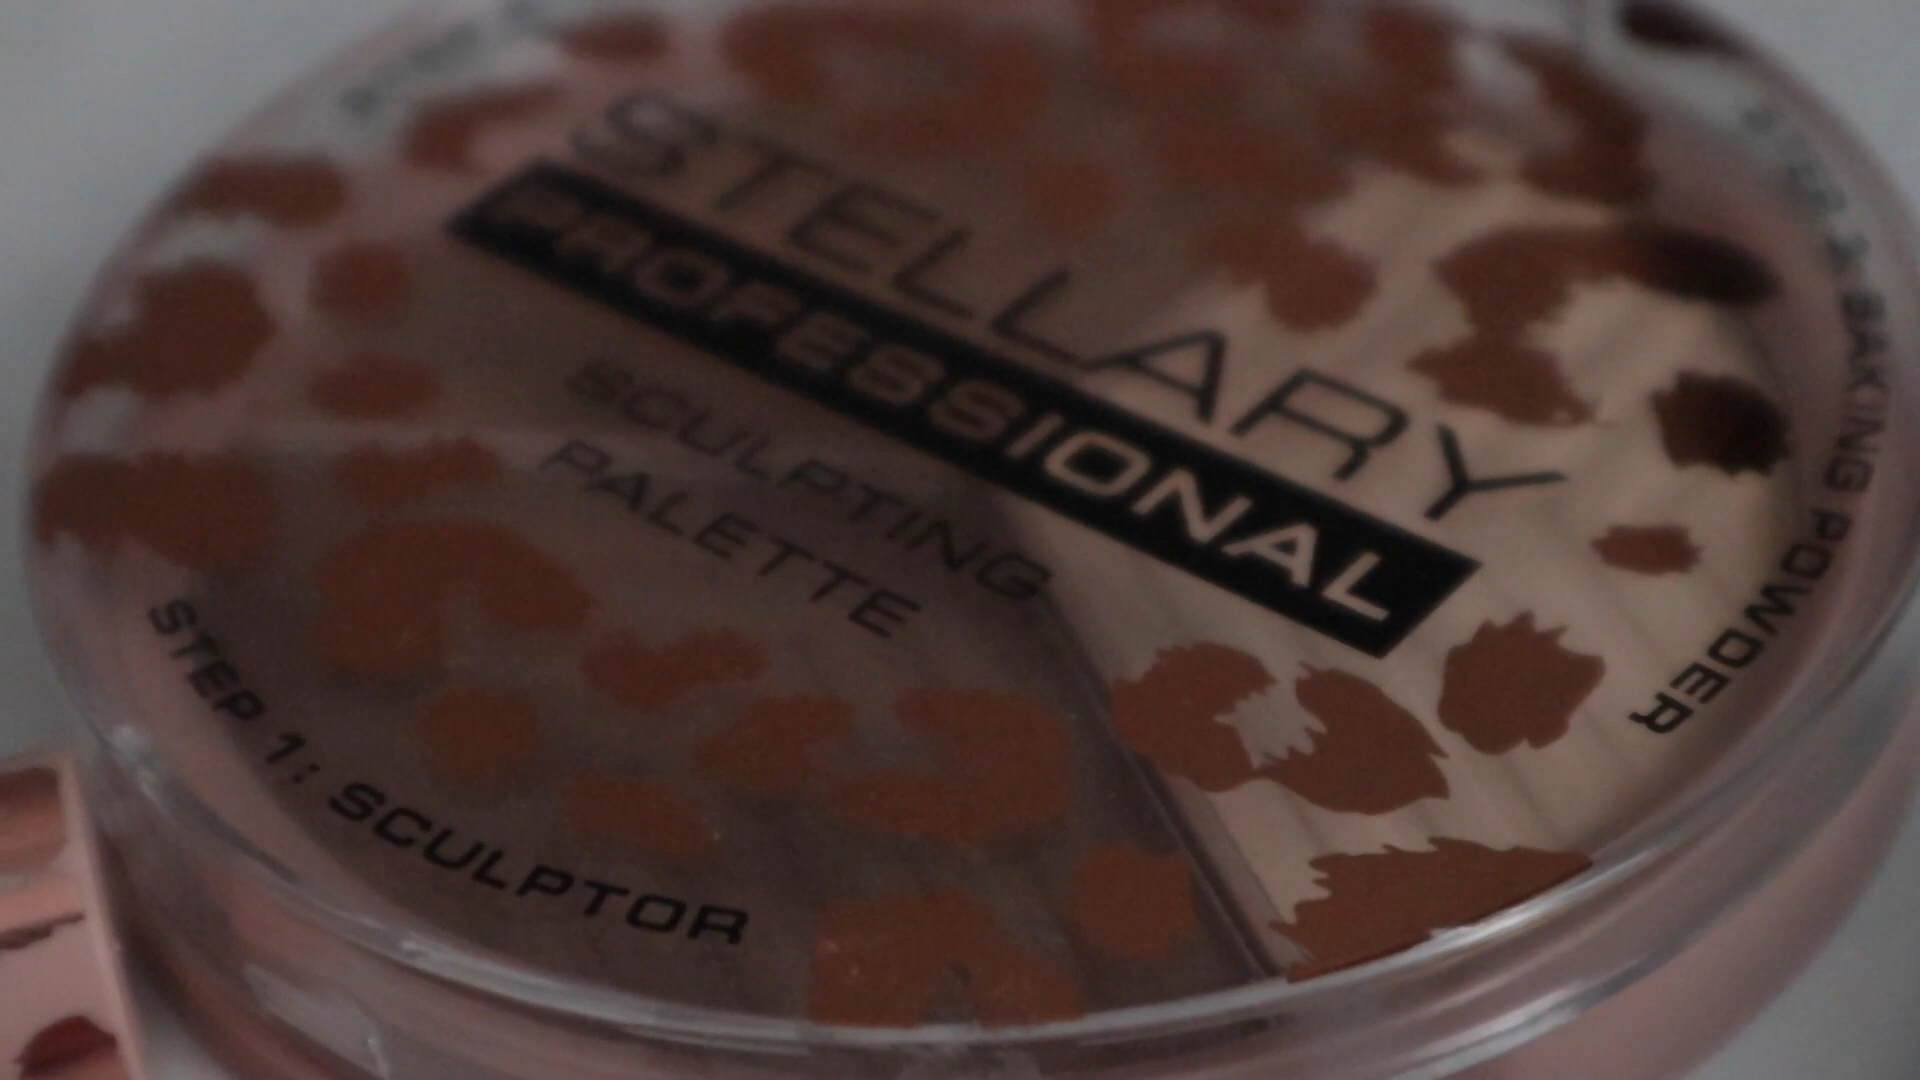 STELLARY
PROFESSIONAL
SCULPTING
PALETTE
STEP 1: SCULPTOR
BAKING POWDER